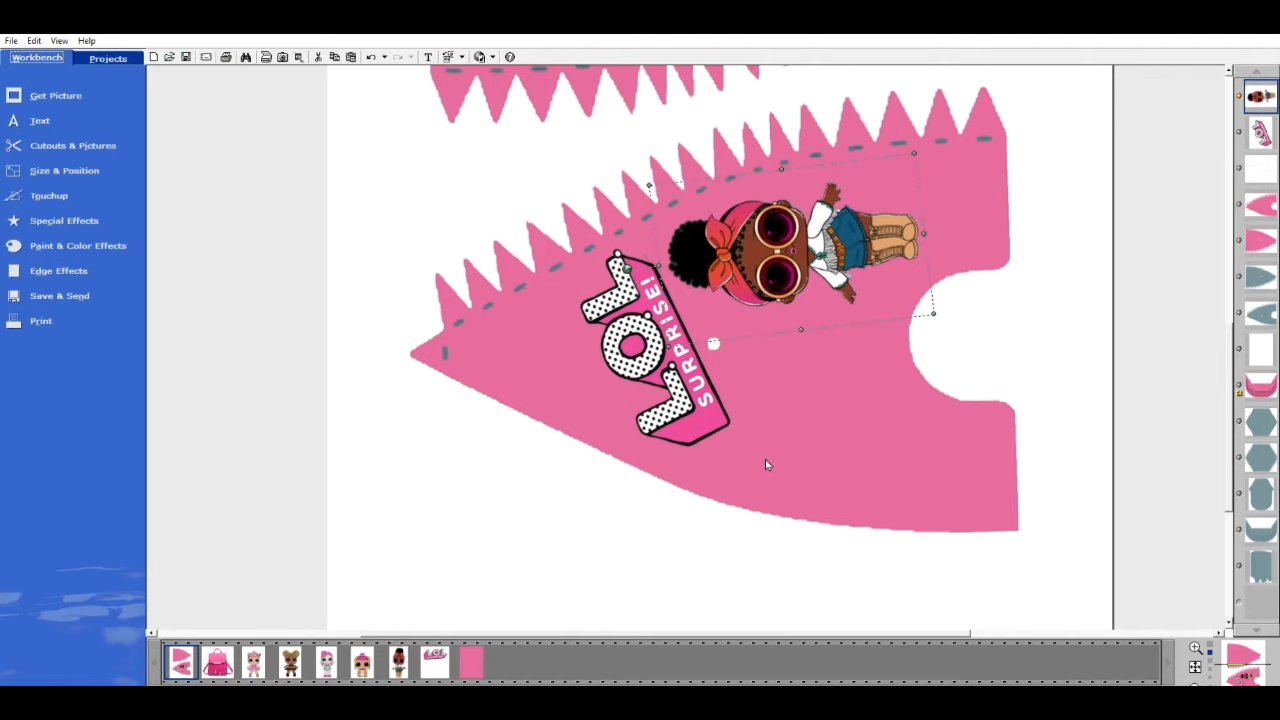 File Edit View Help
Workbench Projects
Get Picture
Text
Cutouts & Pictures
Size & Position
Touchup
Special Effects
Paint & Color Effects
Edge Effects
Save & Send
Print
LOL
SURPRISE!